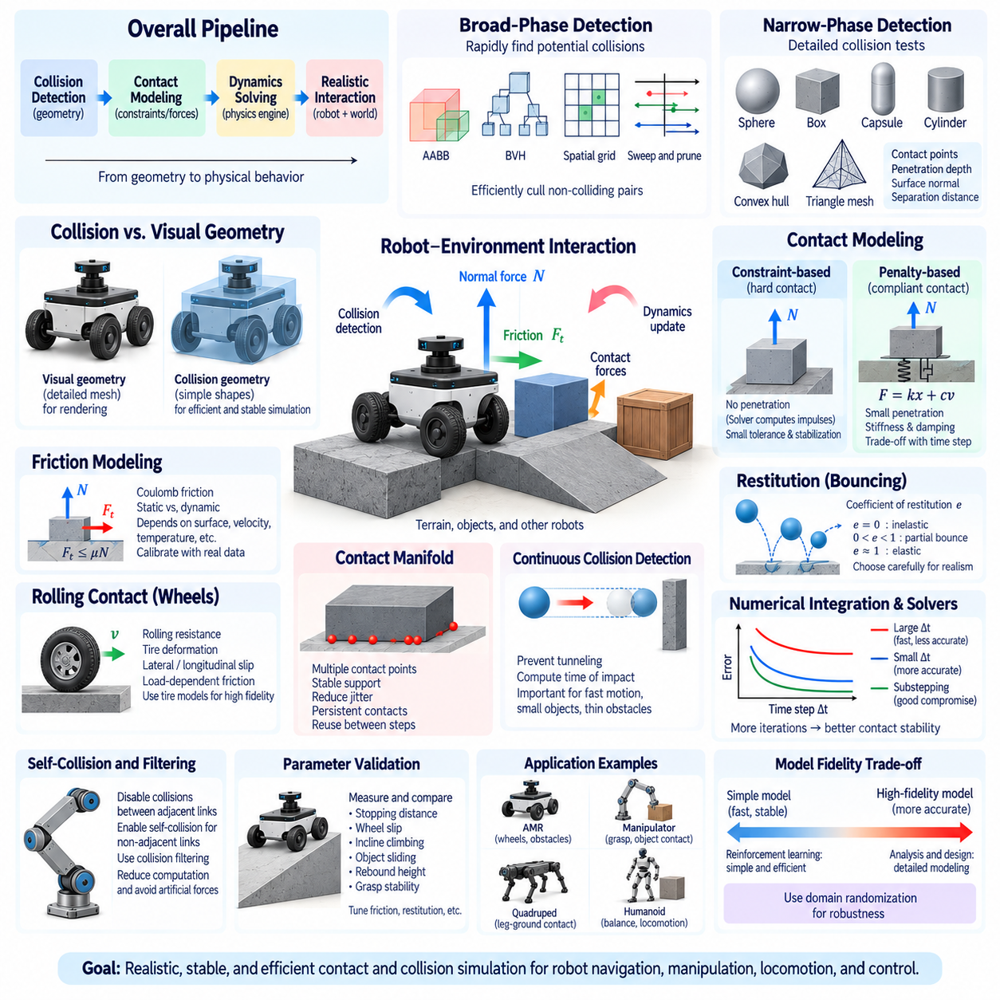 Overall Pipeline
Collision
Detection
(geometry)
Contact
Modeling
(constraints/forces)
Dynamics
Solving
(physics engine)
Realistic
Interaction
(robot + world)
From geometry to physical behavior
Broad-Phase Detection
Rapidly find potential collisions
AABB
BVH
Spatial grid
Sweep and prune
Efficiently cull non-colliding pairs
Narrow-Phase Detection
Detailed collision tests
Sphere
Box
Capsule
Cylinder
Convex hull
Triangle mesh
Contact points
Penetration depth
Surface normal
Separation distance
Collision vs. Visual Geometry
Visual geometry
(detailed mesh)
for rendering
Collision geometry
(simple shapes)
for efficient and stable simulation
Robot–Environment Interaction
Normal force N
Collision
detection
Friction F_t
Dynamics
update
Contact
forces
Terrain, objects, and other robots
Contact Modeling
Constraint-based
(hard contact)
N
No penetration
(Solver computes impulses)
Small tolerance & stabilization
Penalty-based
(compliant contact)
N
F = kx + cv
Small penetration
Stiffness & damping
Trade-off with time step
Friction Modeling
N
F_t
F_t ≤ μN
Coulomb friction
Static vs, dynamic
Depends on surface, velocity,
temperature, etc.
Calibrate with real data
Restitution (Bouncing)
Coefficient of restitution e
e = 0 : inelastic
0 < e < 1 : partial bounce
e ≈ 1 : elastic
Choose carefully for realism
Rolling Contact (Wheels)
v
Rolling resistance
Tire deformation
Lateral / longitudinal slip
Load-dependent friction
Use tire models for high fidelity
Contact Manifold
Multiple contact points
Stable support
Reduce jitter
Persistent contacts
Reuse between steps
Continuous Collision Detection
Prevent tunneling
Compute time of impact
Important for fast motion,
small objects, thin obstacles
Numerical Integration & Solvers
Error
Time step Δt
Large Δt
(fast, less accurate)
Small Δt
(more accurate)
Substepping
(good compromise)
More iterations → better contact stability
Self-Collision and Filtering
Disable collisions
between adjacent links
Enable self-collision for
non-adjacent links
Use collision filtering
Reduce computation
and avoid artificial forces
Parameter Validation
Measure and compare
• Stopping distance
• Wheel slip
• Incline climbing
• Object sliding
• Rebound height
• Grasp stability
Tune friction, restitution, etc.
Application Examples
AMR
(wheels, obstacles)
Manipulator
(grasp, object contact)
Quadruped
(leg-ground contact)
Humanoid
(balance, locomotion)
Model Fidelity Trade-off
Simple model
(fast, stable)
High-fidelity model
(more accurate)
Reinforcement learning:
simple and efficient
Analysis and design:
detailed modeling
Use domain randomization
for robustness
Goal: Realistic, stable, and efficient contact and collision simulation for robot navigation, manipulation, locomotion, and control.